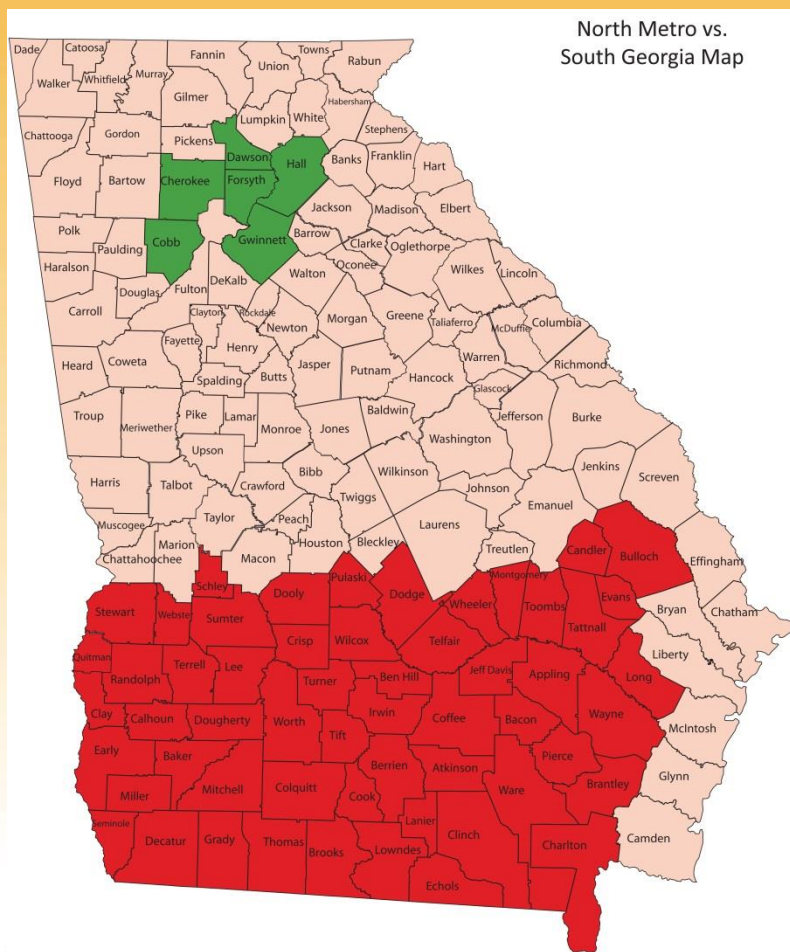 North Metro vs.
South Georgia Map
Dade
Catoosa
Fannin
Towns
Rabun
Union
Walker
Whitfield
Murray
Gilmer
Habersham
Lumpkin
White
Stephens
Chattooga
Gordon
Pickens
Dawson
Hall
Banks
Franklin
Hart
Floyd
Bartow
Cherokee
Forsyth
Jackson
Madison
Elbert
Polk
Paulding
Cobb
Gwinnett
Barrow
Clarke
Oglethorpe
Haralson
Oconee
Wilkes
Lincoln
Douglas
Fulton
DeKalb
Walton
Carroll
Clayton
Rockdale
Newton
Morgan
Greene
Taliaferro
McDuffie
Columbia
Fayette
Henry
Warren
Richmond
Heard
Coweta
Spalding
Butts
Jasper
Putnam
Hancock
Glascock
Troup
Meriwether
Pike
Lamar
Monroe
Jones
Baldwin
Jefferson
Burke
Washington
Upson
Bibb
Wilkinson
Jenkins
Screven
Harris
Talbot
Crawford
Twiggs
Johnson
Emanuel
Muscogee
Taylor
Peach
Laurens
Chattahoochee
Marion
Macon
Houston
Bleckley
Treutlen
Candler
Bulloch
Effingham
Schley
Dooly
Pulaski
Dodge
Montgomery
Stewart
Webster
Sumter
Wheeler
Toombs
Evans
Bryan
Chatham
Crisp
Wilcox
Telfair
Tattnall
Quitman
Randolph
Terrell
Lee
Turner
Ben Hill
Jeff Davis
Appling
Long
Liberty
Clay
Calhoun
Dougherty
Worth
Irwin
Coffee
Bacon
Wayne
McIntosh
Early
Baker
Tift
Berrien
Atkinson
Pierce
Brantley
Glynn
Miller
Mitchell
Colquitt
Cook
Ware
Seminole
Decatur
Grady
Thomas
Brooks
Lanier
Lowndes
Clinch
Charlton
Camden
Echols